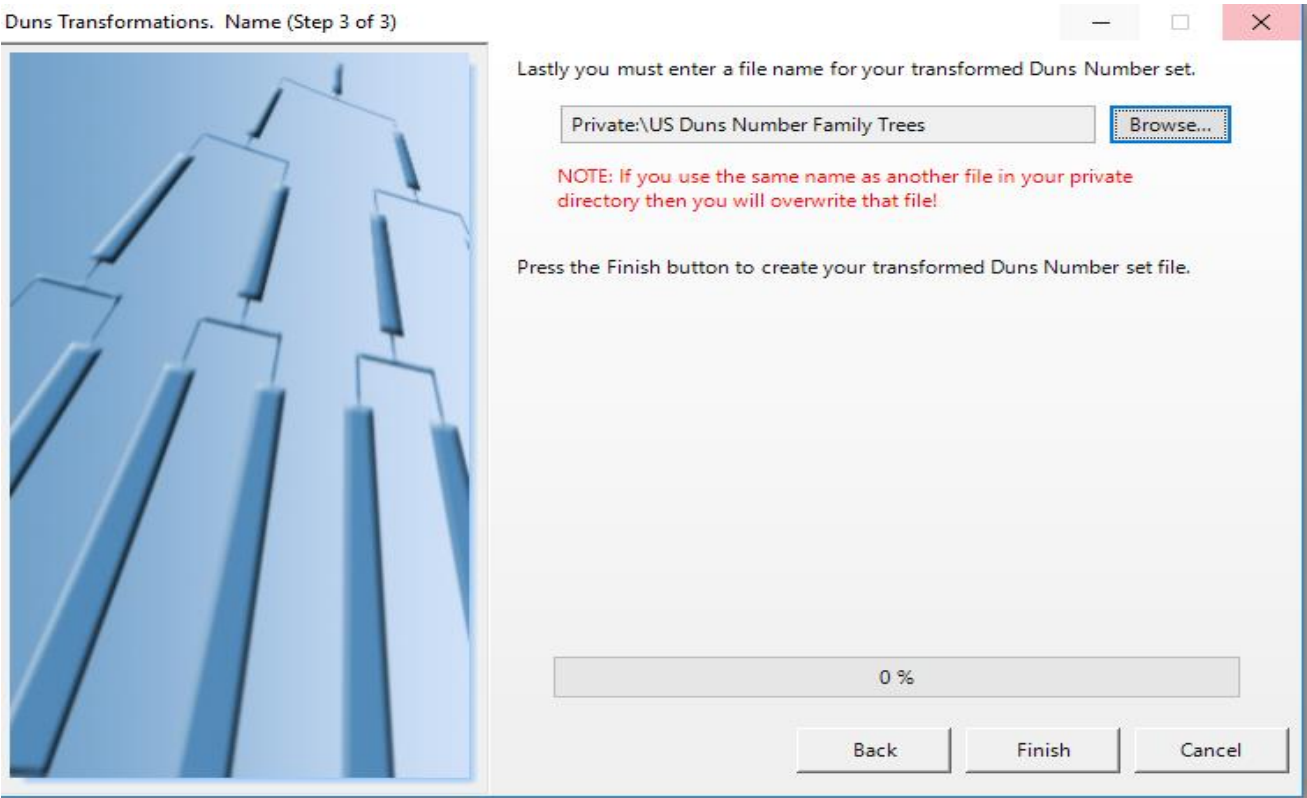 Duns Transformations.  Name (Step 3 of 3)
Lastly you must enter a file name for your transformed Duns Number set.
Private:\US Duns Number Family Trees
Browse...
NOTE: If you use the same name as another file in your private
directory then you will overwrite that file!
Press the Finish button to create your transformed Duns Number set file.
0 %
Back
Finish
Cancel